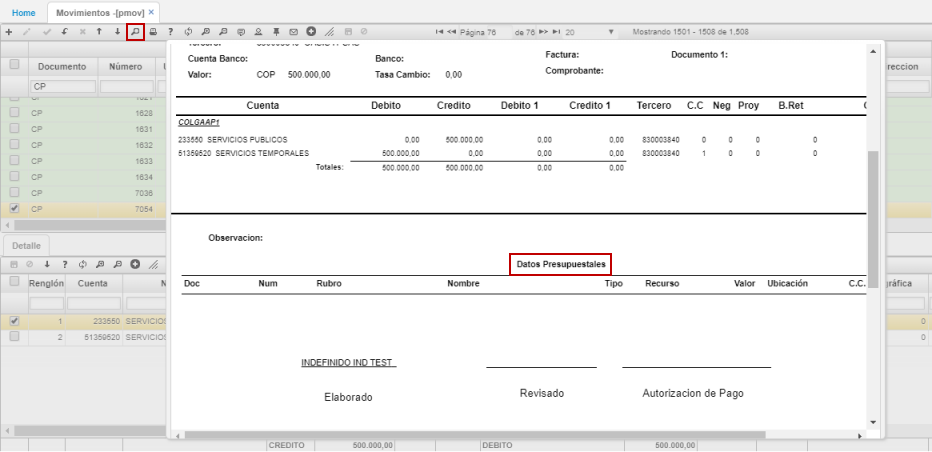 Home Movimientos -[pmov] ×
Página 76 de 76 20 Mostrando 1501 - 1508 de 1,508
Cuenta Banco: Banco: Factura: Documento 1:
Valor: COP 500.000,00 Tasa Cambio: 0,00 Comprobante:
Documento Número reccion
CP
Cuenta Debito Credito Debito 1 Credito 1 Tercero C.C Neg Proy B.Ret
COLGAAP1
233550 SERVICIOS PUBLICOS 0,00 500.000,00 0,00 0,00 830003840 0 0 0 0
51359520 SERVICIOS TEMPORALES 500.000,00 0,00 0,00 0,00 830003840 1 0 0 0
Totales: 500.000,00 500.000,00 0,00 0,00
CP 1628
CP 1631
CP 1632
CP 1633
CP 1634
CP 7036
CP 7054
Observacion:
Datos Presupuestales
Doc Num Rubro Nombre Tipo Recurso Valor Ubicación C.C.
Detalle
Renglón Cuenta N gráfica
1 233550 SERVICIOS 0
2 51359520 SERVICIOS 0
INDEFINIDO IND TEST
Elaborado Revisado Autorizacion de Pago
CREDITO 500.000,00 DEBITO 500.000,00